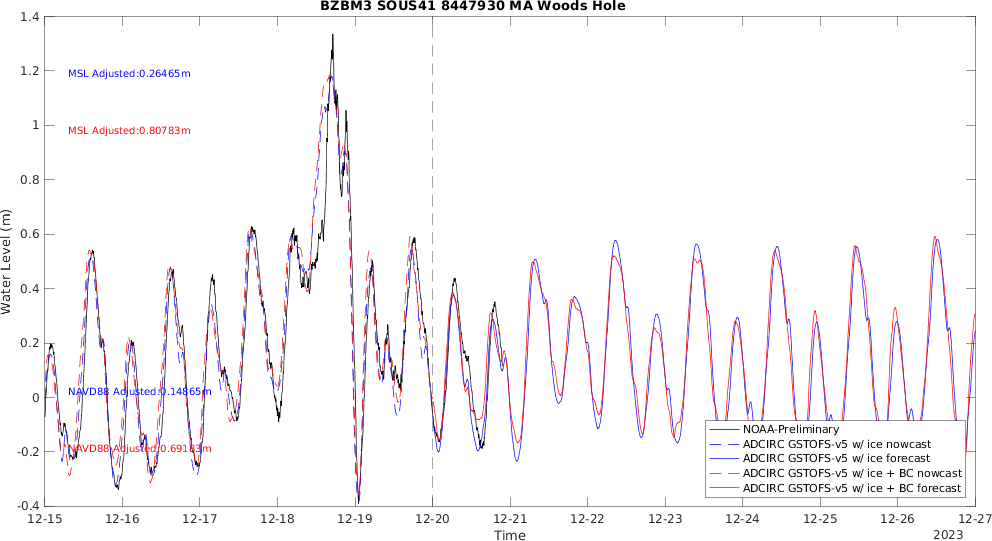 BZBM3 SOUS41 8447930 MA Woods Hole
1.4
1.2
1
0.8
0.6
0.4
0.2
0
-0.2
-0.4
Water Level (m)
MSL Adjusted:0.26465m
MSL Adjusted:0.80783m
NAVD88 Adjusted:0.14865m
NAVD88 Adjusted:0.69183m
NOAA-Preliminary
ADCIRC GSTOFS-v5 w/ ice nowcast
ADCIRC GSTOFS-v5 w/ ice forecast
ADCIRC GSTOFS-v5 w/ ice + BC nowcast
ADCIRC GSTOFS-v5 w/ ice + BC forecast
12-15 12-16 12-17 12-18 12-19 12-20 12-21 12-22 12-23 12-24 12-25 12-26 12-27
Time
2023